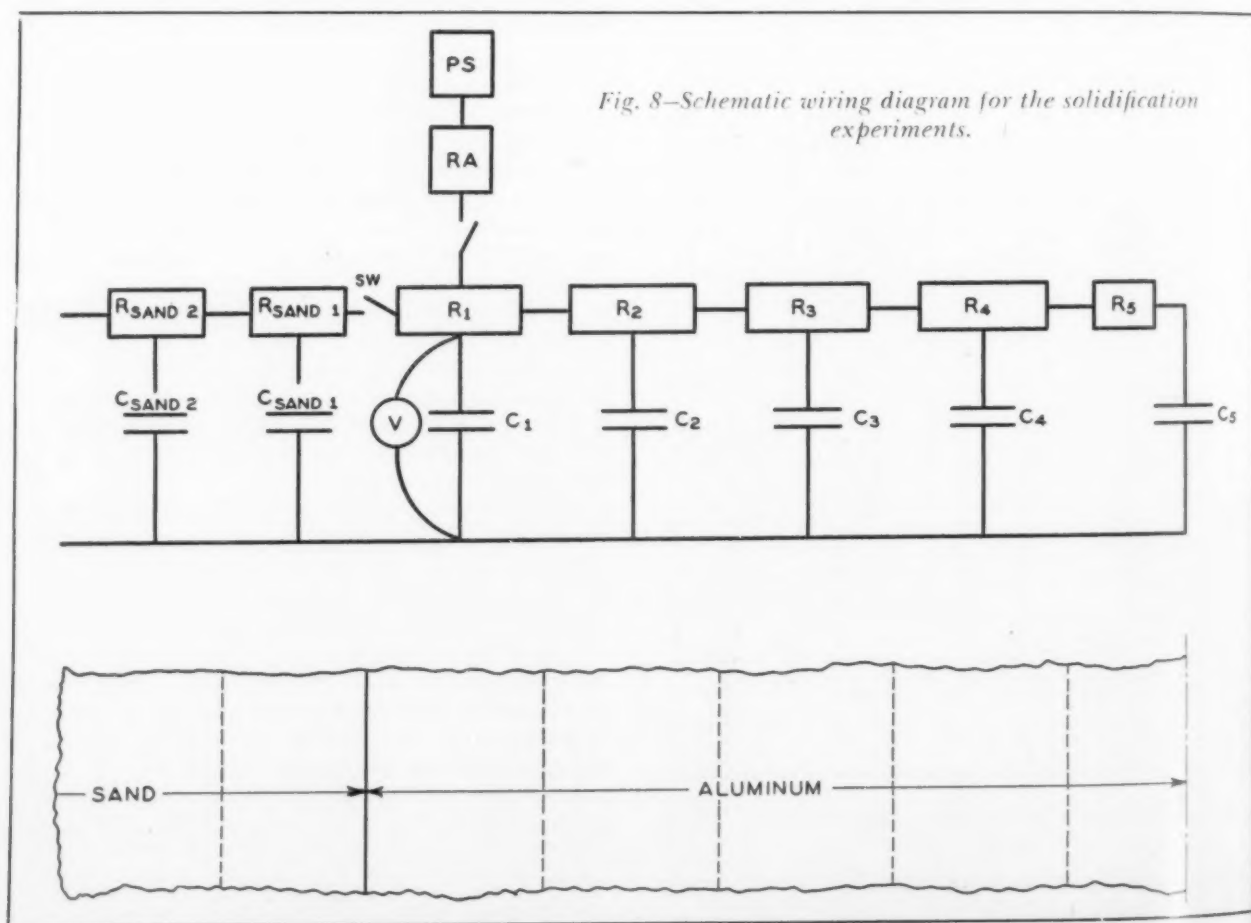 PS
Fig. 8—Schematic wiring diagram for the solidification
experiments.
RA
SW
RSAND 2
RSAND 1
R1
R2
R3
R4
R5
CSAND 2
CSAND 1
V
C1
C2
C3
C4
C5
SAND
ALUMINUM